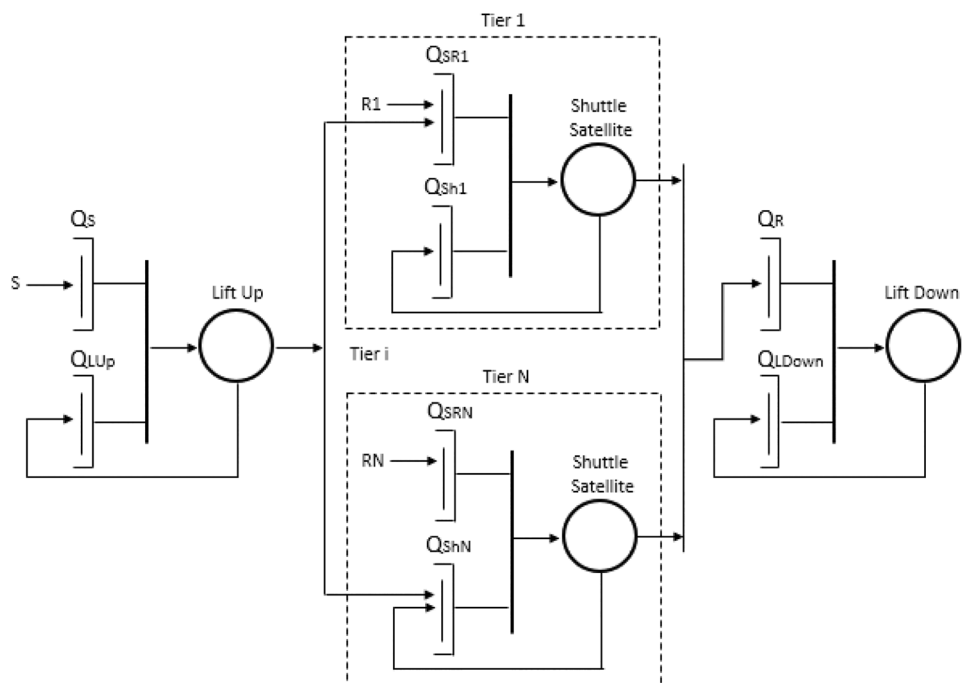 Tier 1
QSR1
R1
Shuttle
Satellite
QSh1
QS
S
Lift Up
QLUp
Tier i
QR
Lift Down
QLDown
Tier N
QSRN
RN
Shuttle
Satellite
QShN